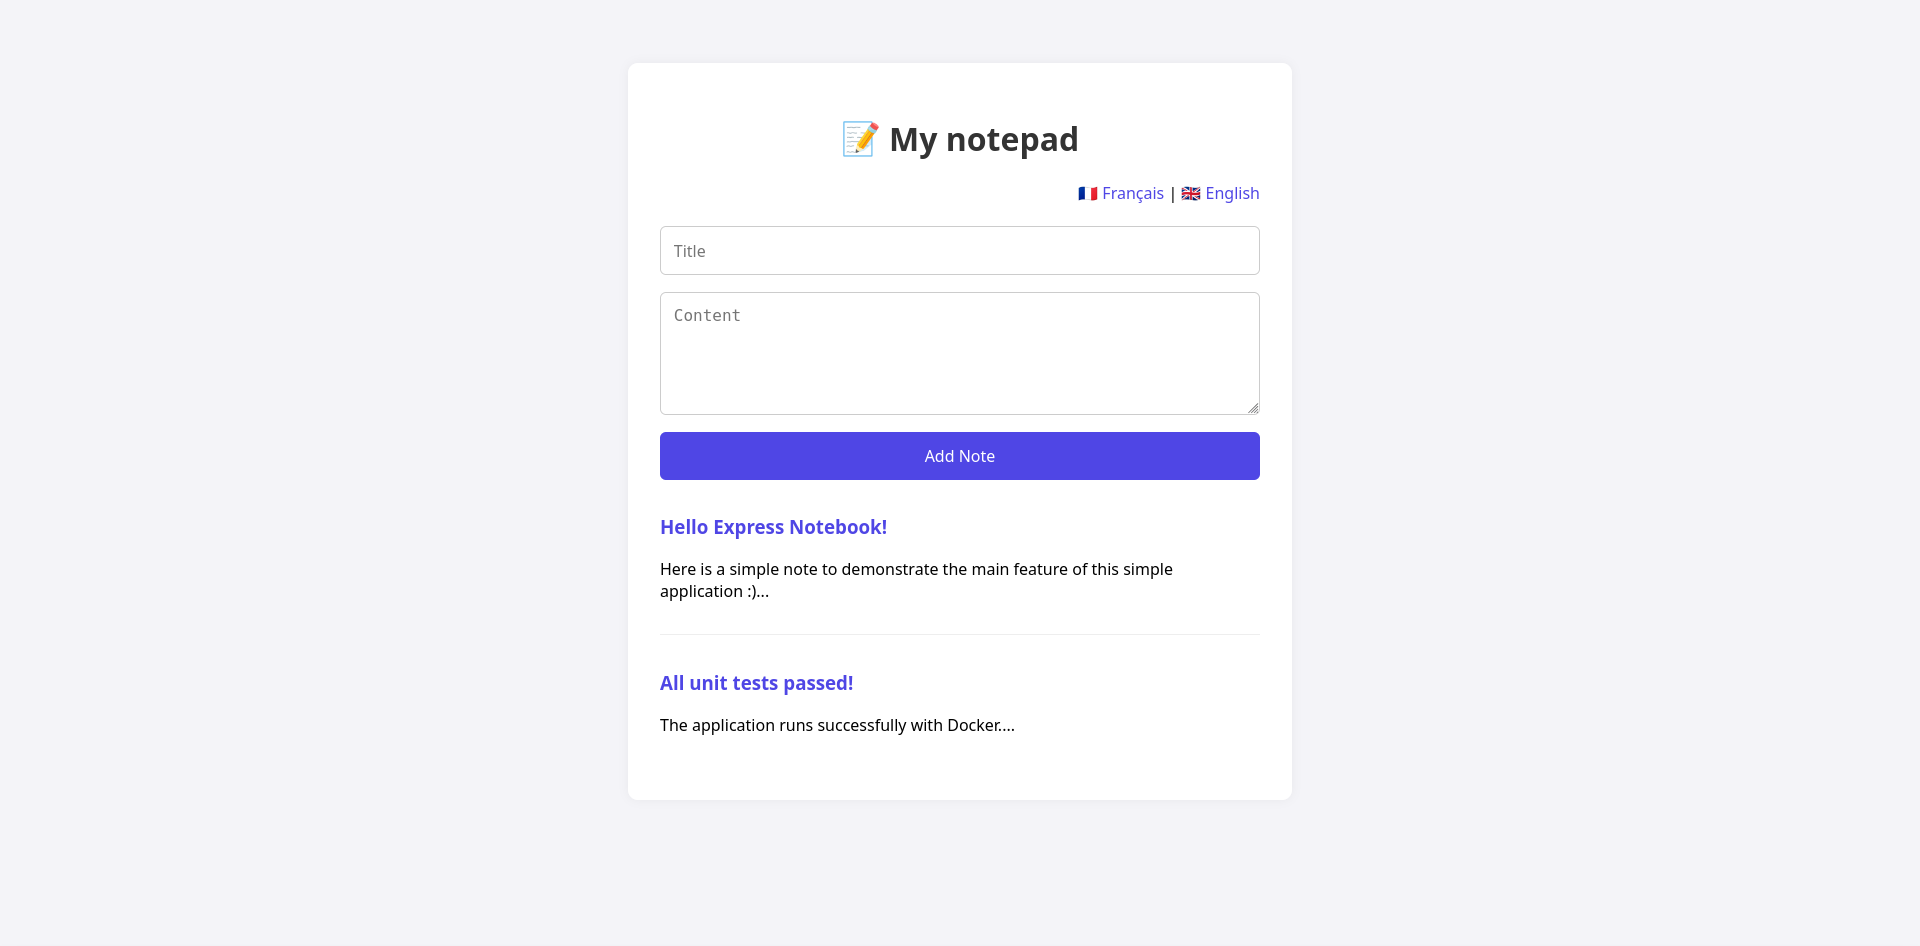 📝 My notepad
🇫🇷 Français | 🇬🇧 English
Title
Content
Add Note
Hello Express Notebook!
Here is a simple note to demonstrate the main feature of this simple
application :)...
All unit tests passed!
The application runs successfully with Docker....